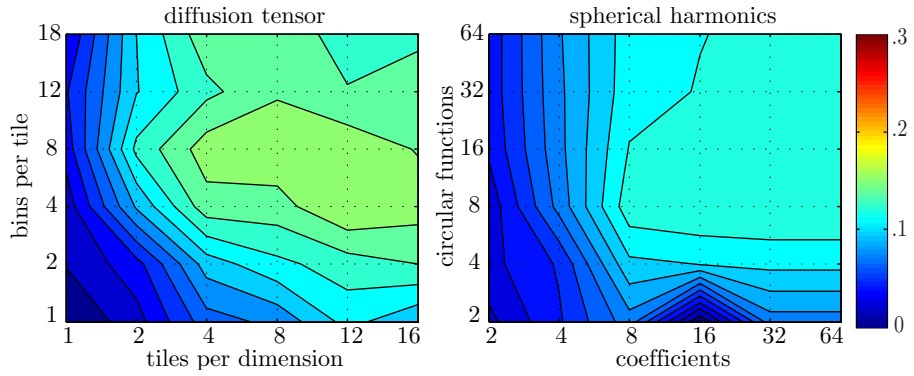 diffusion tensor
18
12
8
4
2
1
bins per tile
1 2 4 8 12 16
tiles per dimension
spherical harmonics
64
32
16
8
4
2
circular functions
2 4 8 16 32 64
coefficients
.3
.2
.1
0